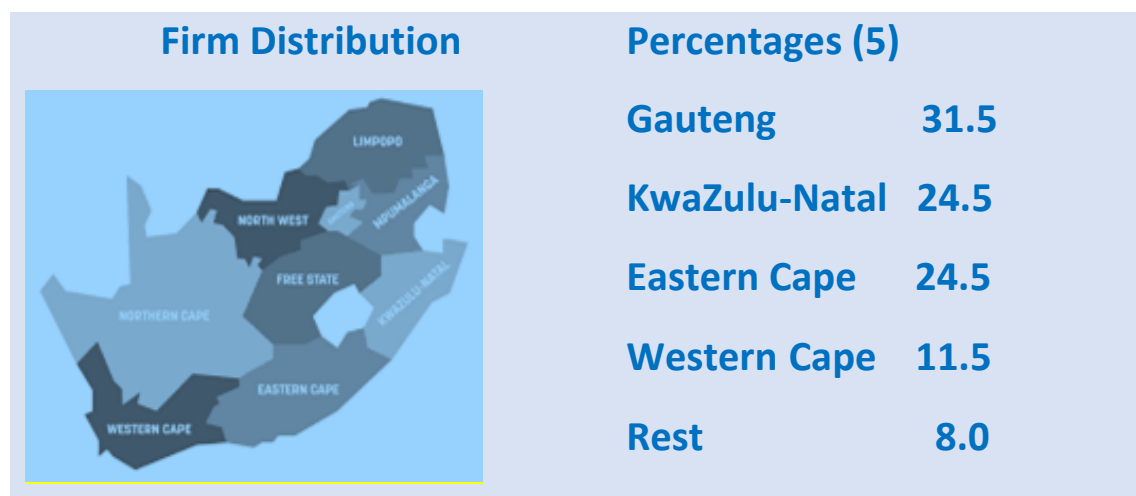 Firm Distribution
Percentages (5)
LIMPOPO
MPUMALANGA
NORTH WEST
GAUTENG
FREE STATE
KWAZULU-NATAL
NORTHERN CAPE
EASTERN CAPE
WESTERN CAPE
Gauteng 31.5
KwaZulu-Natal 24.5
Eastern Cape 24.5
Western Cape 11.5
Rest 8.0